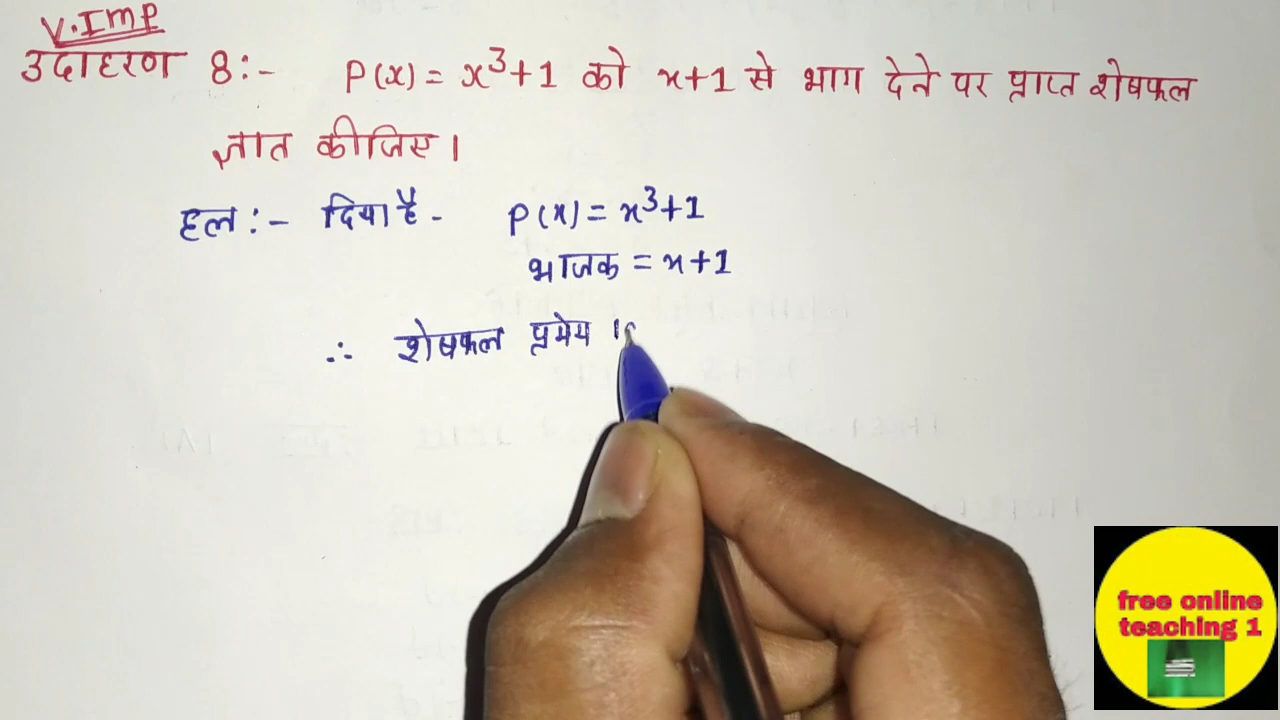 V. Imp
उदाहरण 8:- P(x) = x³+1 को x+1 से भाग देने पर प्राप्त शेषफल
ज्ञात कीजिए।
हल:- दिया है - P(x) = x³+1
भाजक = x+1
∴ शेषफल प्रमेय
free online
teaching 1